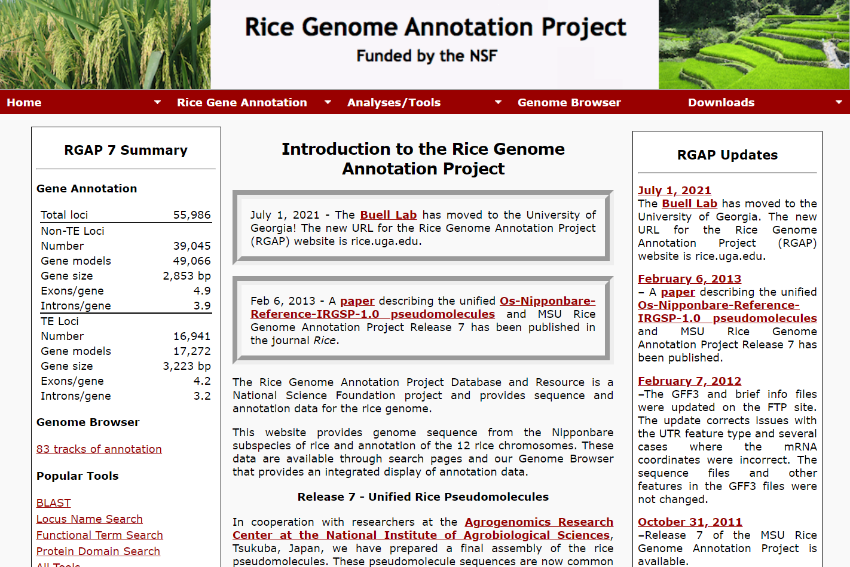 Rice Genome Annotation Project
Funded by the NSF
Home
Rice Gene Annotation
Analyses/Tools
Genome Browser
Downloads
RGAP 7 Summary
Gene Annotation
Total loci 55,986
Non-TE Loci
Number 39,045
Gene models 49,066
Gene size 2,853 bp
Exons/gene 4.9
Introns/gene 3.9
TE Loci
Number 16,941
Gene models 17,272
Gene size 3,223 bp
Exons/gene 4.2
Introns/gene 3.2
Genome Browser
83 tracks of annotation
Popular Tools
BLAST
Locus Name Search
Functional Term Search
Protein Domain Search
All Tools
Introduction to the Rice Genome
Annotation Project
July 1, 2021 - The Buell Lab has moved to the University of
Georgia! The new URL for the Rice Genome Annotation Project
(RGAP) website is rice.uga.edu.
Feb 6, 2013 - A paper describing the unified Os-Nipponbare-
Reference-IRGSP-1.0 pseudomolecules and MSU Rice
Genome Annotation Project Release 7 has been published in
the journal Rice.
The Rice Genome Annotation Project Database and Resource is a
National Science Foundation project and provides sequence and
annotation data for the rice genome.
This website provides genome sequence from the Nipponbare
subspecies of rice and annotation of the 12 rice chromosomes. These
data are available through search pages and our Genome Browser
that provides an integrated display of annotation data.
Release 7 - Unified Rice Pseudomolecules
In cooperation with researchers at the Agrogenomics Research
Center at the National Institute of Agrobiological Sciences,
Tsukuba, Japan, we have prepared a final assembly of the rice
pseudomolecules. These pseudomolecule sequences are now common
RGAP Updates
July 1, 2021
The Buell Lab has moved to the
University of Georgia. The new
URL for the Rice Genome
Annotation Project (RGAP)
website is rice.uga.edu.
February 6, 2013
– A paper describing the unified
Os-Nipponbare-Reference-
IRGSP-1.0 pseudomolecules
and MSU Rice Genome
Annotation Project Release 7 has
been published.
February 7, 2012
–The GFF3 and brief info files
were updated on the FTP site.
The update corrects issues with
the UTR feature type and several
cases where the mRNA
coordinates were incorrect. The
sequence files and other
features in the GFF3 files were
not changed.
October 31, 2011
–Release 7 of the MSU Rice
Genome Annotation Project is
available.